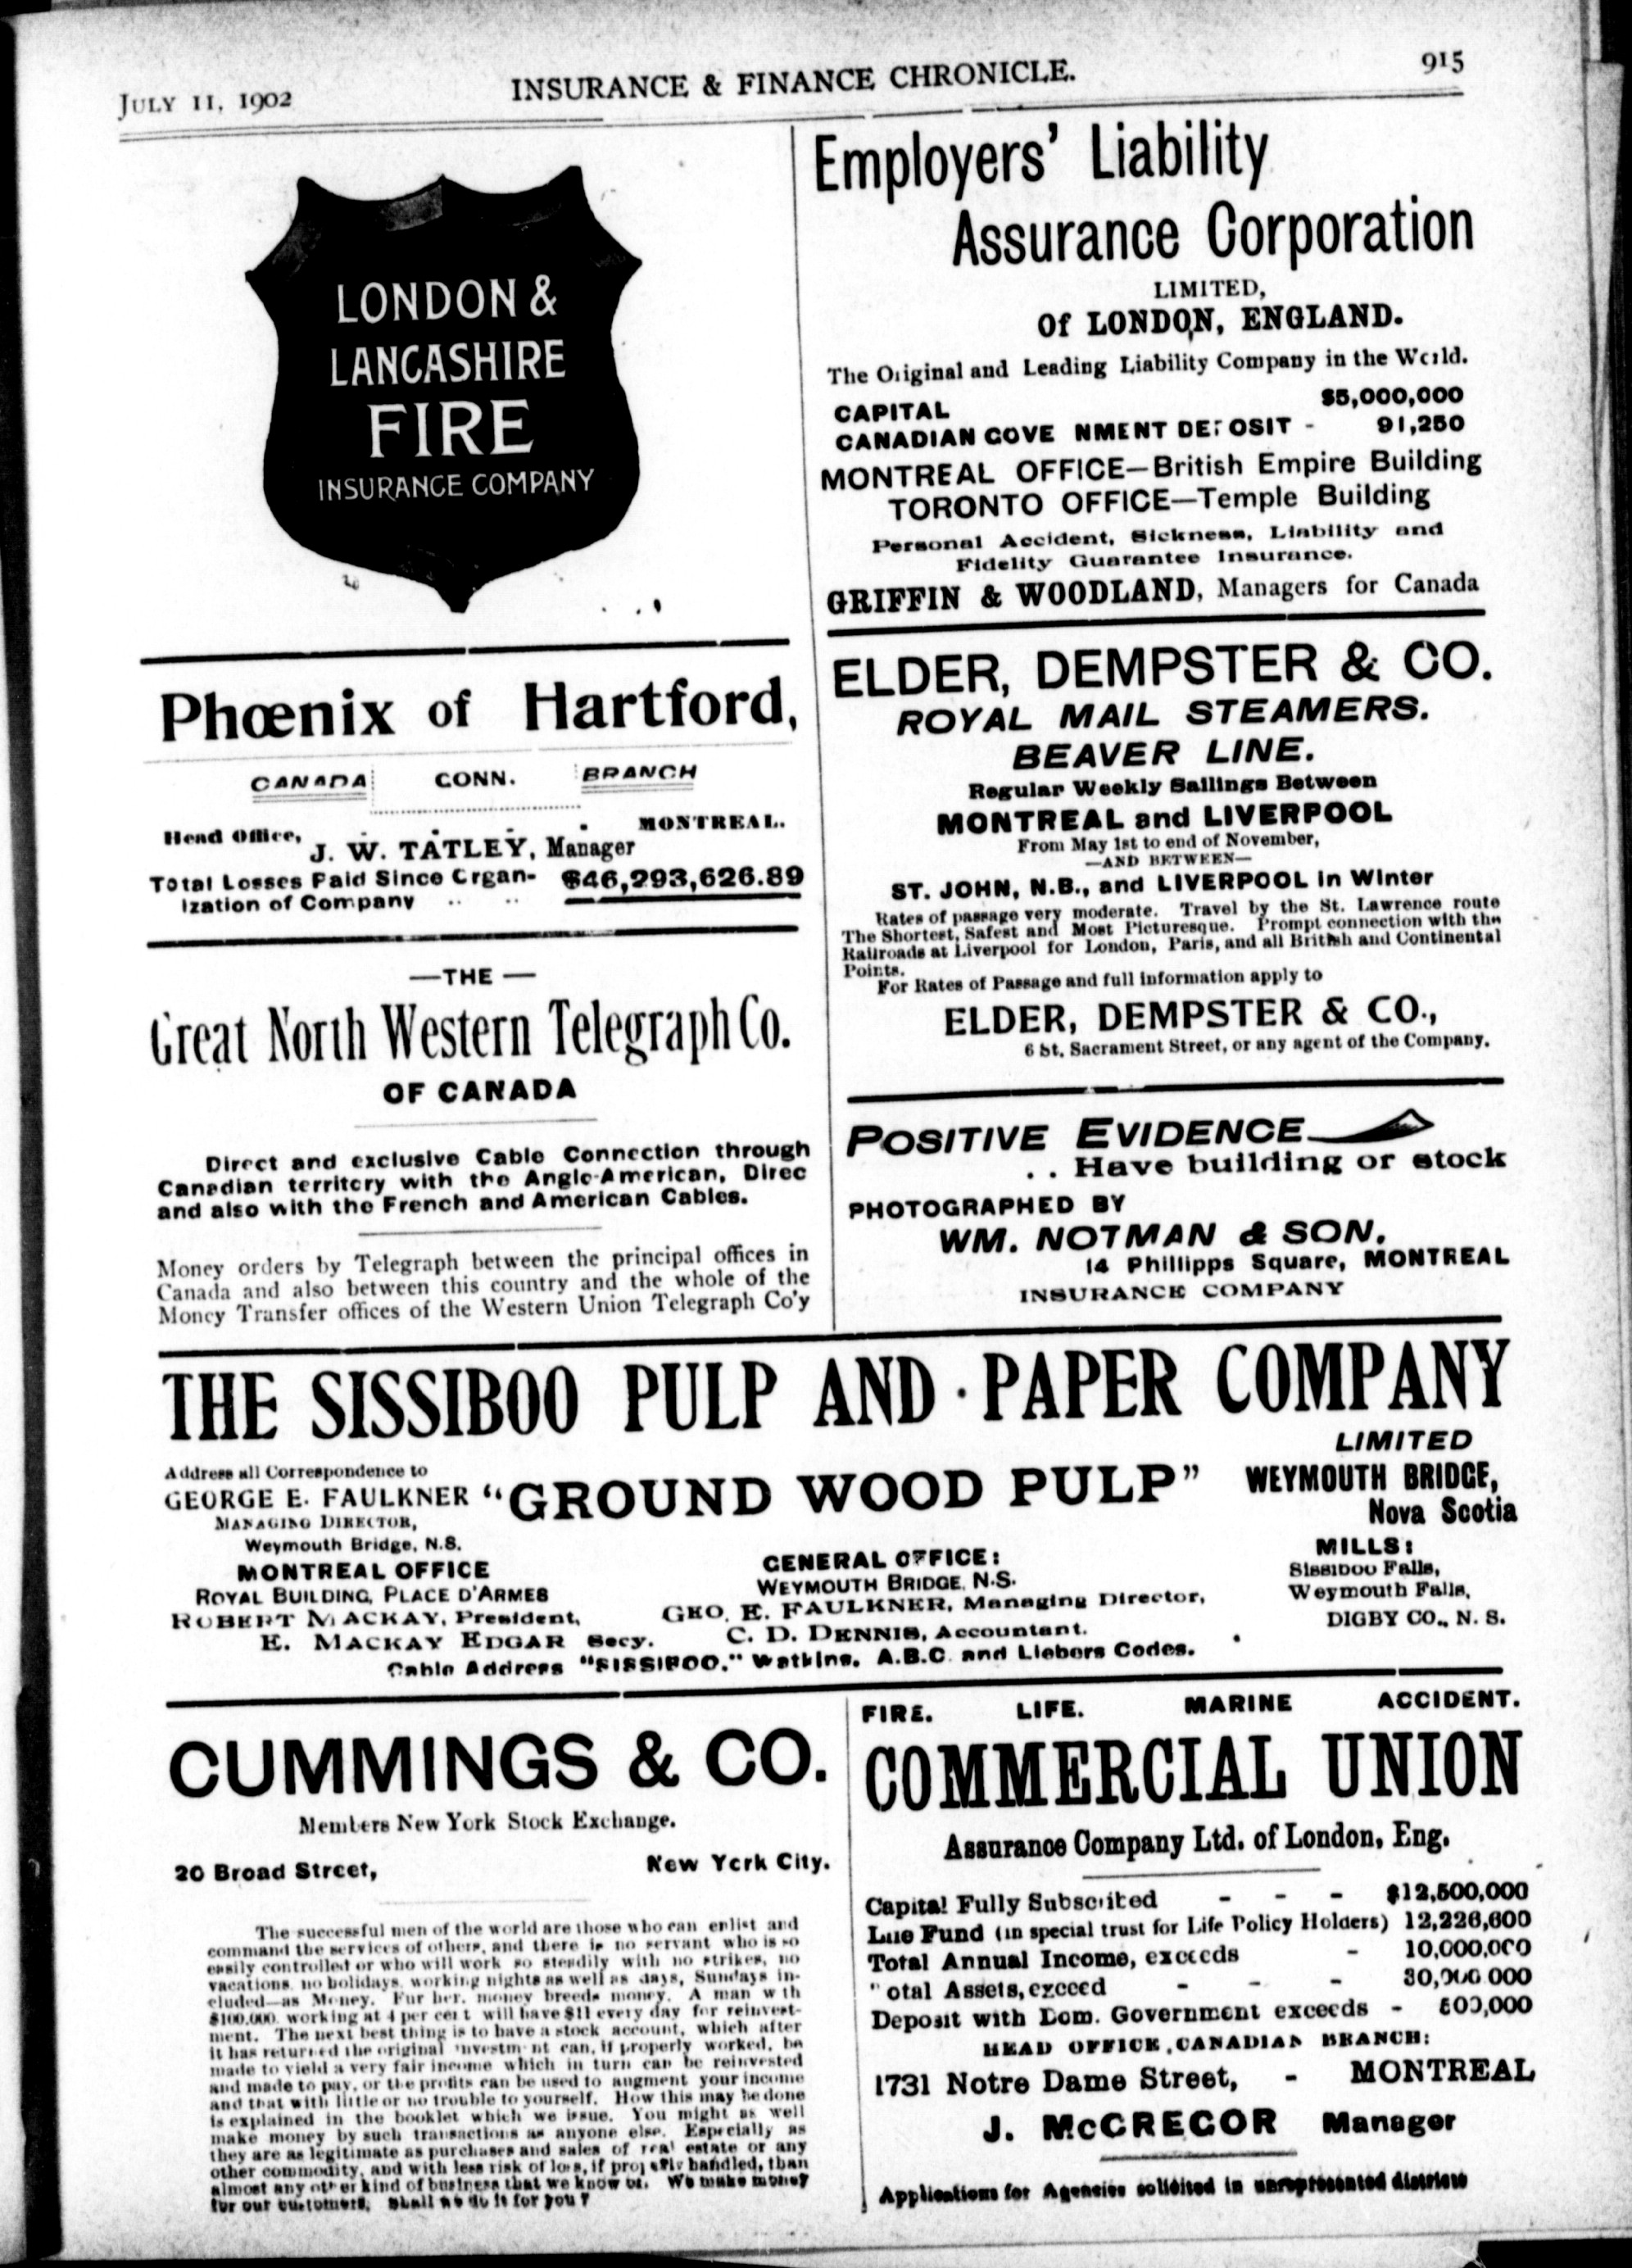 JULY 11, 1902
INSURANCE & FINANCE CHRONICLE.
915
LONDON &
LANCASHIRE
FIRE
INSURANCE COMPANY
Phœnix of Hartford,
CANADA
CONN.
BRANCH
Head Office,
MONTREAL.
J. W. TATLEY, Manager
Total Losses Paid Since Organ-
ization of Company .. .. $46,293,626.89
—THE—
Great North Western Telegraph Co.
OF CANADA
Direct and exclusive Cable Connection through
Canadian territory with the Anglo-American, Direc
and also with the French and American Cables.
Money orders by Telegraph between the principal offices in
Canada and also between this country and the whole of the
Money Transfer offices of the Western Union Telegraph Co'y
Employers' Liability
Assurance Corporation
LIMITED,
Of LONDON, ENGLAND.
The Original and Leading Liability Company in the World.
CAPITAL $5,000,000
CANADIAN GOVE NMENT DEPOSIT - 91,250
MONTREAL OFFICE—British Empire Building
TORONTO OFFICE—Temple Building
Personal Accident, Sickness, Liability and
Fidelity Guarantee Insurance.
GRIFFIN & WOODLAND, Managers for Canada
ELDER, DEMPSTER & CO.
ROYAL MAIL STEAMERS.
BEAVER LINE.
Regular Weekly Sailings Between
MONTREAL and LIVERPOOL
From May 1st to end of November,
—AND BETWEEN—
ST. JOHN, N.B., and LIVERPOOL in Winter
Rates of passage very moderate. Travel by the St. Lawrence route
The Shortest, Safest and Most Picturesque. Prompt connection with the
Railroads at Liverpool for London, Paris, and all British and Continental
Points.
For Rates of Passage and full information apply to
ELDER, DEMPSTER & CO.,
6 St. Sacrament Street, or any agent of the Company.
POSITIVE EVIDENCE
. . Have building or stock
PHOTOGRAPHED BY
WM. NOTMAN & SON,
14 Phillipps Square, MONTREAL
INSURANCE COMPANY
THE SISSIBOO PULP AND · PAPER COMPANY
LIMITED
Address all Correspondence to
GEORGE E. FAULKNER
MANAGING DIRECTOR,
Weymouth Bridge, N.S.
"GROUND WOOD PULP"
WEYMOUTH BRIDGE,
Nova Scotia
MONTREAL OFFICE
ROYAL BUILDING, PLACE D'ARMES
ROBERT MACKAY, President,
E. MACKAY EDGAR Secy.
GENERAL OFFICE:
WEYMOUTH BRIDGE, N.S.
GEO. E. FAULKNER, Managing Director,
C. D. DENNIS, Accountant.
MILLS:
Sissiboo Falls,
Weymouth Falls,
DIGBY CO., N. S.
Cable Address "SISSIBOO." Watkins, A.B.C. and Liebers Codes.
CUMMINGS & CO.
Members New York Stock Exchange.
20 Broad Street, New York City.
The successful men of the world are those who can enlist and
command the services of others, and there is no servant who is so
easily controlled or who will work so steadily with no strikes, no
vacations, no holidays, working nights as well as days, Sundays in-
cluded—as Money. Fur her, money breeds money. A man w th
$100,000, working at 4 per cent will have $11 every day for reinvest-
ment. The next best thing is to have a stock account, which after
it has returned the original investm nt can, if properly worked, be
made to yield a very fair income which in turn can be reinvested
and made to pay, or the profits can be used to augment your income
and that with little or no trouble to yourself. How this may be done
is explained in the booklet which we issue. You might as well
make money by such transactions as anyone else. Especially as
they are as legitimate as purchases and sales of real estate or any
other commodity, and with less risk of loss, if properly handled, than
almost any other kind of business that we know of. We make money
for our customers, shall we do it for you?
FIRE. LIFE. MARINE ACCIDENT.
COMMERCIAL UNION
Assurance Company Ltd. of London, Eng.
Capital Fully Subscribed - - - $12,500,000
Life Fund (in special trust for Life Policy Holders) 12,226,600
Total Annual Income, exceeds - 10,000,000
otal Assets, exceed - - - 30,000 000
Deposit with Dom. Government exceeds - 500,000
HEAD OFFICE, CANADIAN BRANCH:
1731 Notre Dame Street, - MONTREAL
J. McGREGOR Manager
Applications for Agencies solicited in unrepresented districts